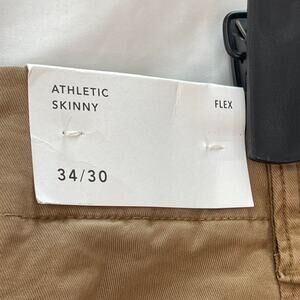 ATHLETIC
SKINNY
FLEX
34/30